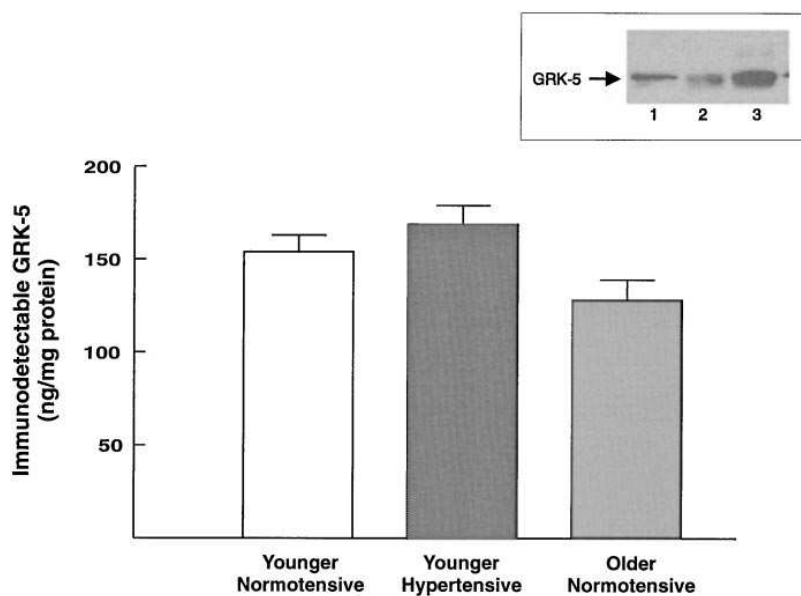 GRK-5
1 2 3
Immunodetectable GRK-5
(ng/mg protein)
200
150
100
50
Younger
Normotensive
Younger
Hypertensive
Older
Normotensive